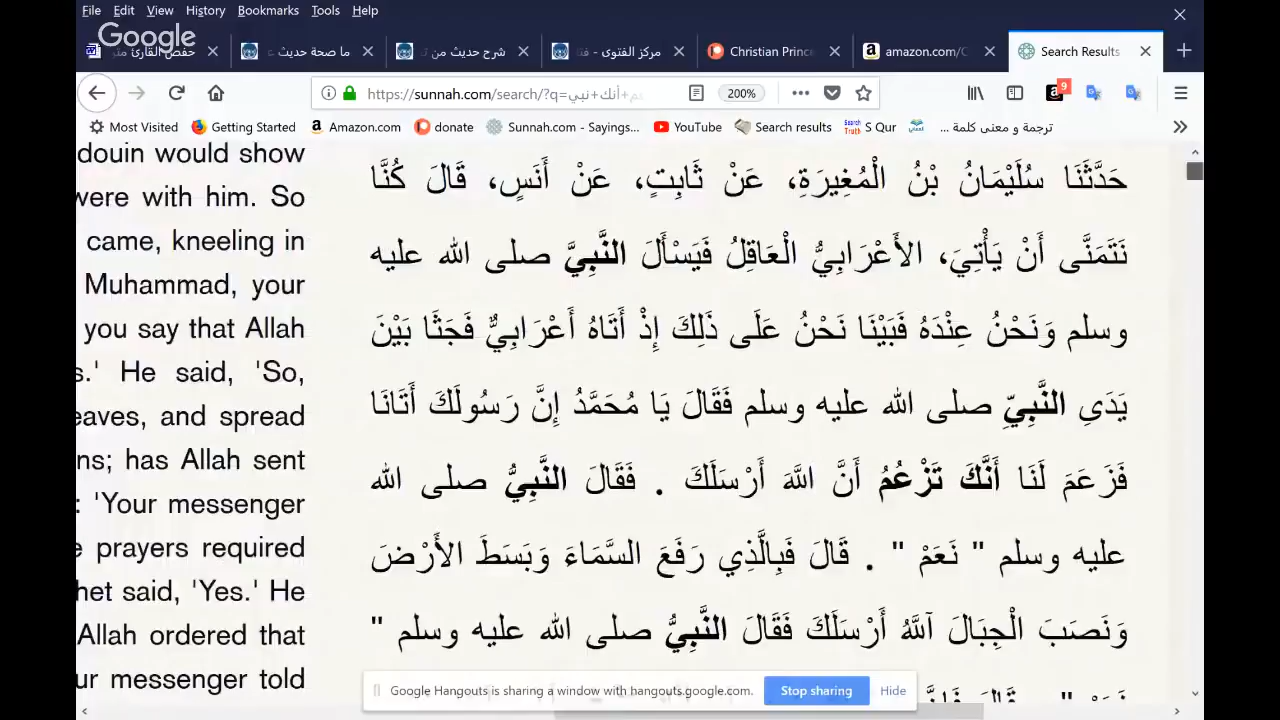 File Edit View History Bookmarks Tools Help
Google
حفص القارئ
ما صحة حديث
شرح حديث من
مركز الفتوى -
Christian Prince
amazon.com/C
Search Results
https://sunnah.com/search/?q=أنك+نبي+
200%
9
Most Visited
Getting Started
Amazon.com
donate
Sunnah.com - Sayings...
YouTube
Search results
Search Truth
S Qur
ترجمة و معنى كلمة ...
douin would show
were with him. So
came, kneeling in
Muhammad, your
you say that Allah
s.' He said, 'So,
eaves, and spread
ns; has Allah sent
: 'Your messenger
e prayers required
het said, 'Yes.' He
Allah ordered that
ur messenger told
حَدَّثَنَا سُلَيْمَانُ بْنُ الْمُغِيرَةِ، عَنْ ثَابِتٍ، عَنْ أَنَسٍ، قَالَ كُنَّا
نَتَمَنَّى أَنْ يَأْتِيَ، الأَعْرَابِيُّ الْعَاقِلُ فَيَسْأَلَ النَّبِيَّ صلى الله عليه
وسلم وَنَحْنُ عِنْدَهُ فَبَيْنَا نَحْنُ عَلَى ذَلِكَ إِذْ أَتَاهُ أَعْرَابِيٌّ فَجَثَا بَيْنَ
يَدَىِ النَّبِيِّ صلى الله عليه وسلم فَقَالَ يَا مُحَمَّدُ إِنَّ رَسُولَكَ أَتَانَا
فَزَعَمَ لَنَا أَنَّكَ تَزْعُمُ أَنَّ اللَّهَ أَرْسَلَكَ . فَقَالَ النَّبِيُّ صلى الله
عليه وسلم " نَعَمْ " . قَالَ فَبِالَّذِي رَفَعَ السَّمَاءَ وَبَسَطَ الأَرْضَ
وَنَصَبَ الْجِبَالَ آللَّهُ أَرْسَلَكَ فَقَالَ النَّبِيُّ صلى الله عليه وسلم "
Google Hangouts is sharing a window with hangouts.google.com.
Stop sharing
Hide